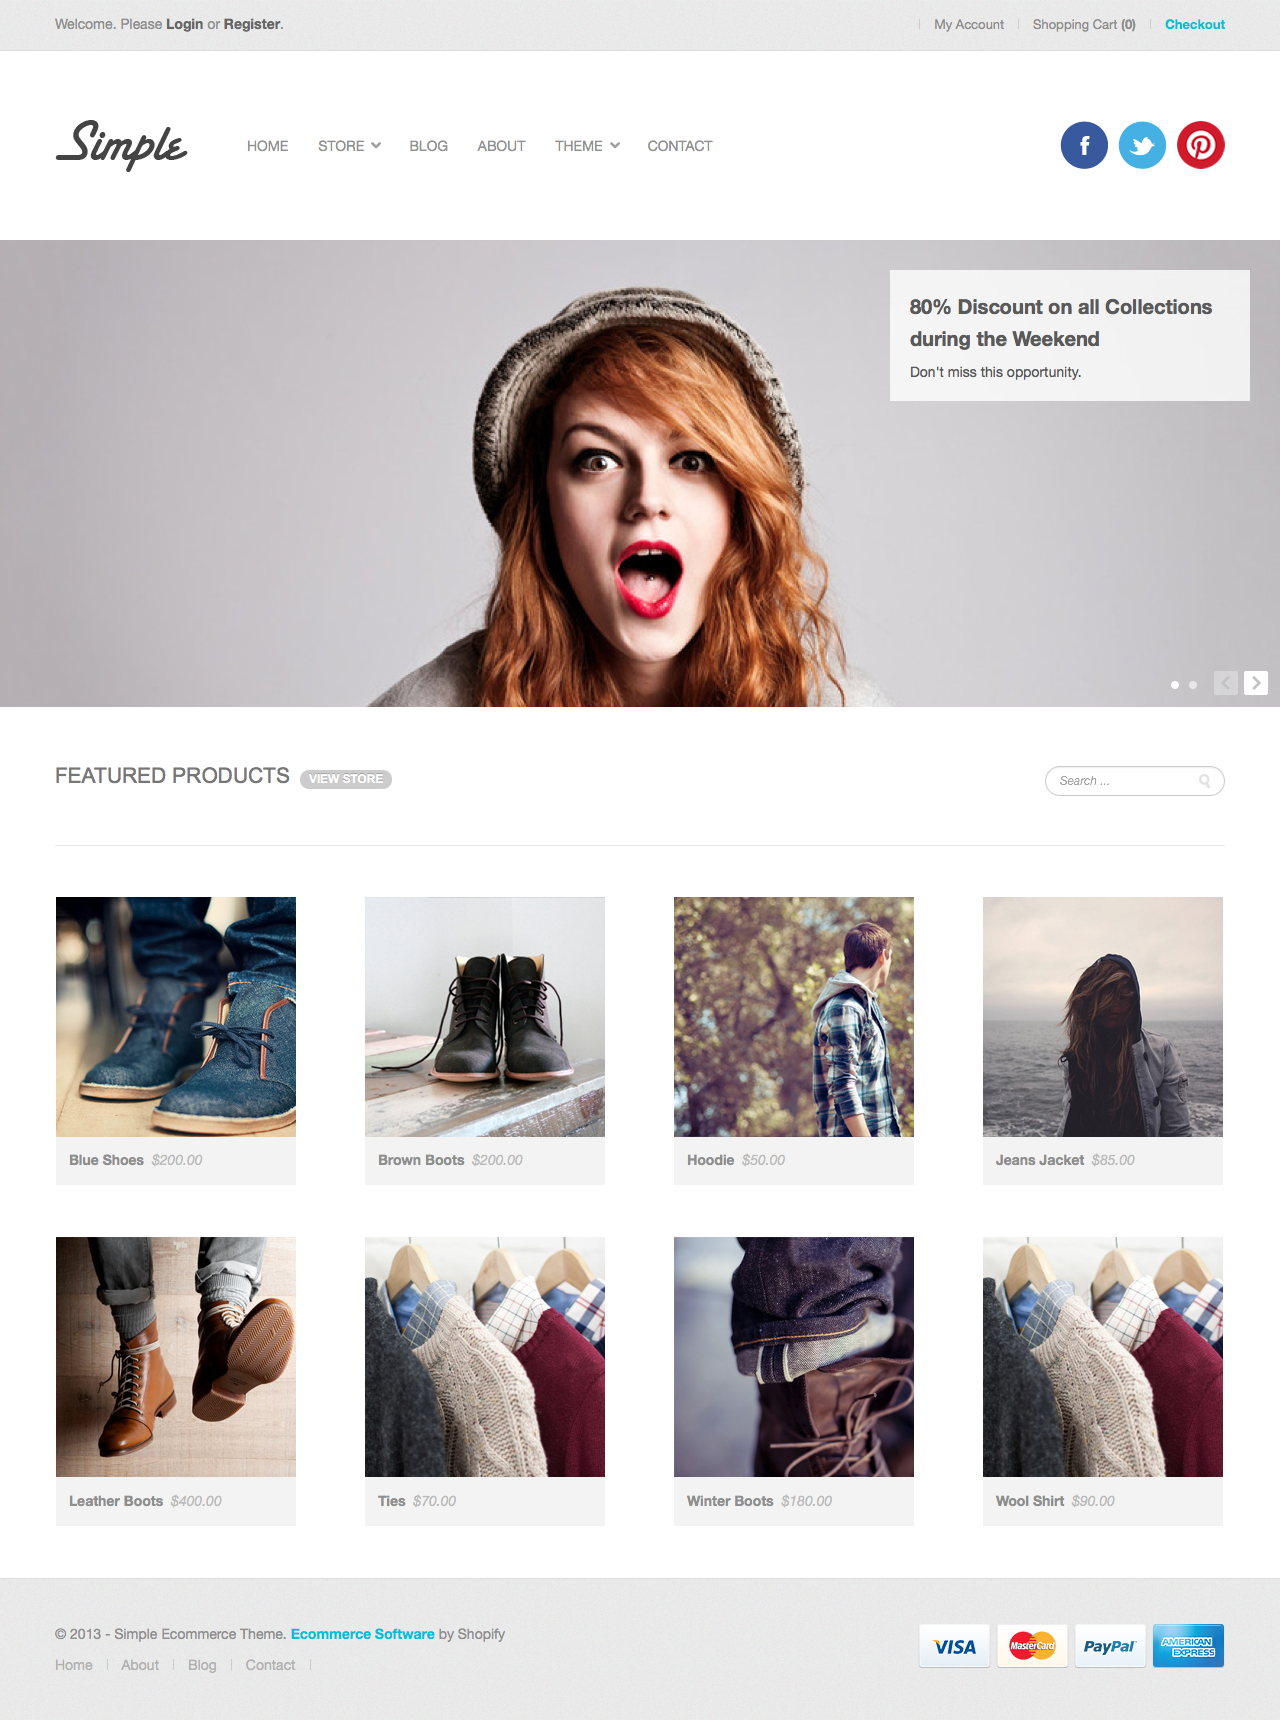 Welcome. Please Login or Register.
My Account
Shopping Cart (0)
Checkout
Simple
HOME
STORE
BLOG
ABOUT
THEME
CONTACT
80% Discount on all Collections
during the Weekend
Don't miss this opportunity.
FEATURED PRODUCTS
VIEW STORE
Search ...
Blue Shoes $200.00
Brown Boots $200.00
Hoodie $50.00
Jeans Jacket $85.00
Leather Boots $400.00
Ties $70.00
Winter Boots $180.00
Wool Shirt $90.00
© 2013 - Simple Ecommerce Theme. Ecommerce Software by Shopify
Home
About
Blog
Contact
VISA
MasterCard
PayPal
AMERICAN
EXPRESS